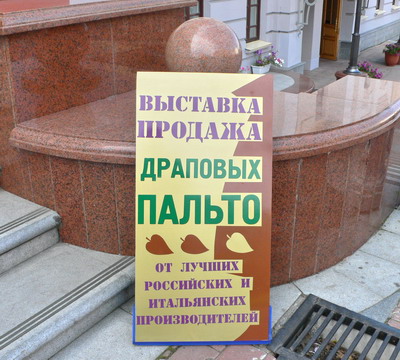 ВЫСТАВКА
ПРОДАЖА
ДРАПОВЫХ
ПАЛЬТО
ОТ ЛУЧШИХ
РОССИЙСКИХ И
ИТАЛЬЯНСКИХ
ПРОИЗВОДИТЕЛЕЙ